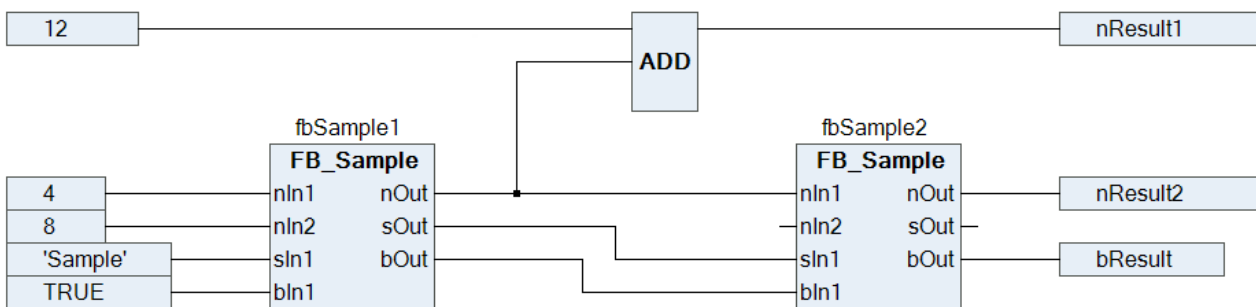 12 nResult1
ADD
fbSample1 fbSample2
FB_Sample FB_Sample
4 nIn1 nOut nIn1 nOut nResult2
8 nIn2 sOut nIn2 sOut
'Sample' sIn1 bOut sIn1 bOut bResult
TRUE bIn1 bIn1